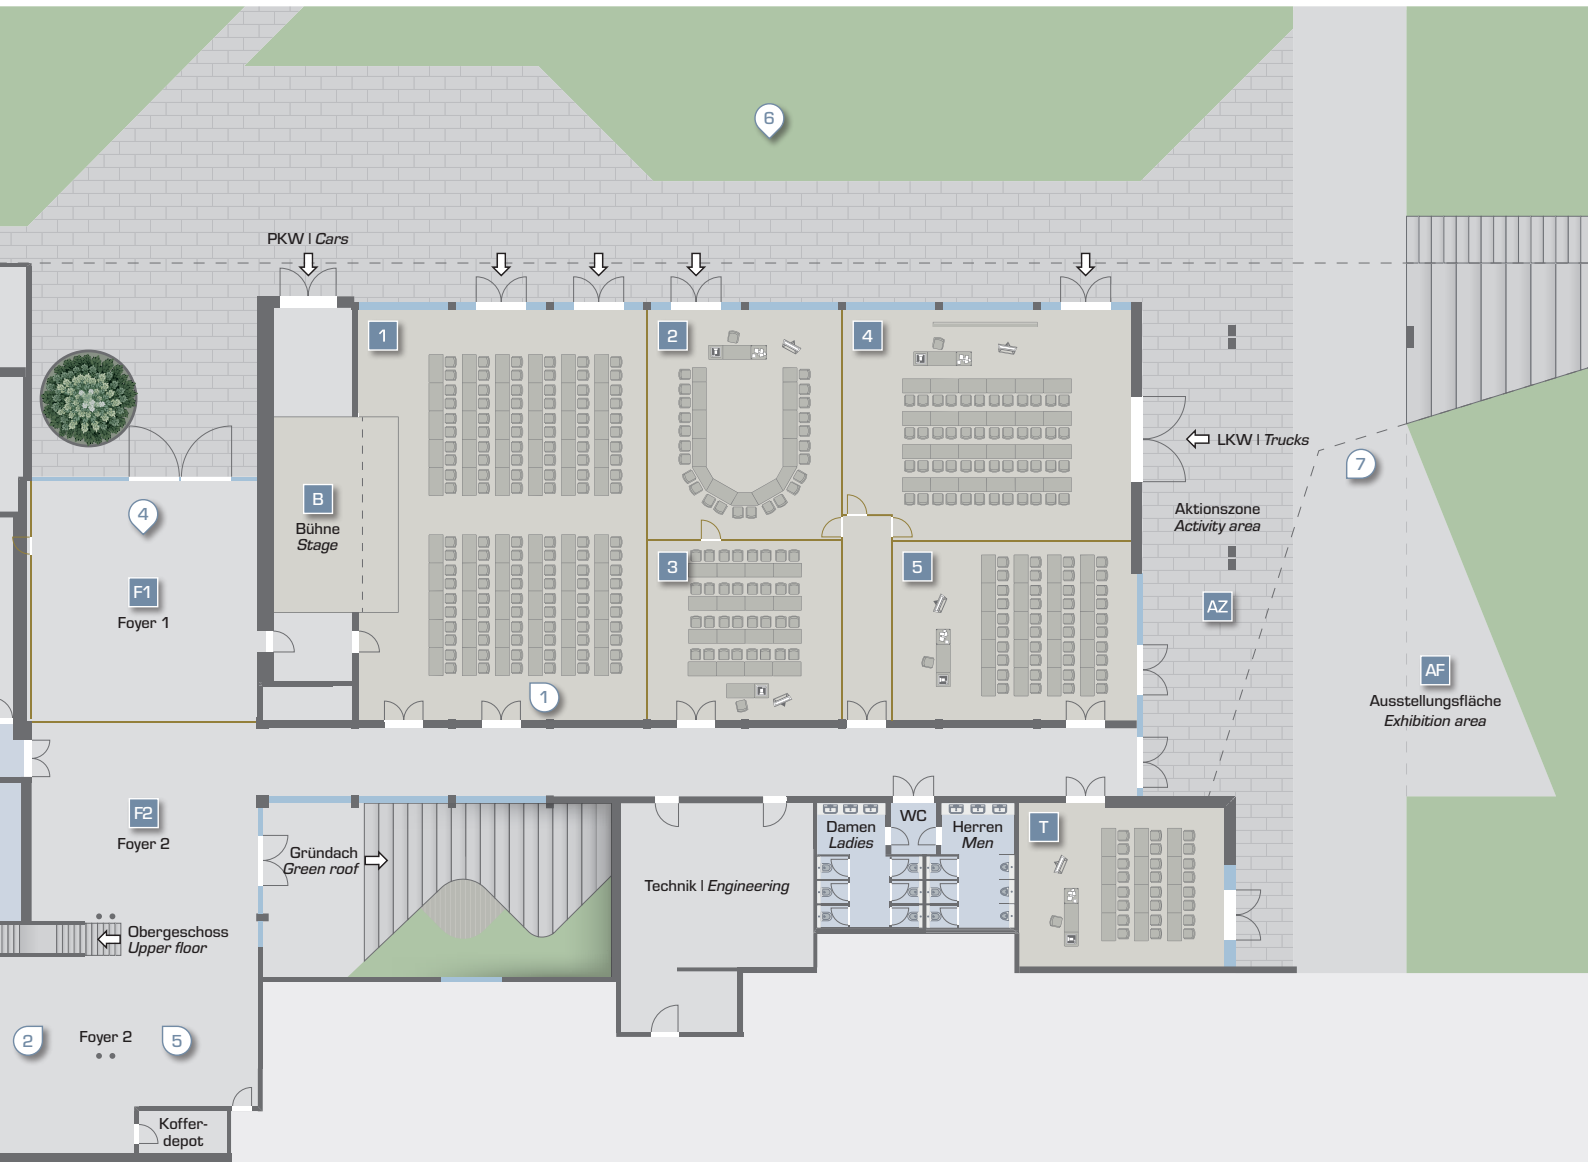 6
PKW | Cars
1
2
4
LKW | Trucks
7
B
Bühne
Stage
4
Aktionszone
Activity area
3
5
F1
Foyer 1
AZ
AF
Ausstellungsfläche
Exhibition area
1
F2
Foyer 2
Gründach
Green roof
Technik | Engineering
Damen
Ladies
WC
Herren
Men
T
Obergeschoss
Upper floor
2
Foyer 2
5
Koffer-
depot